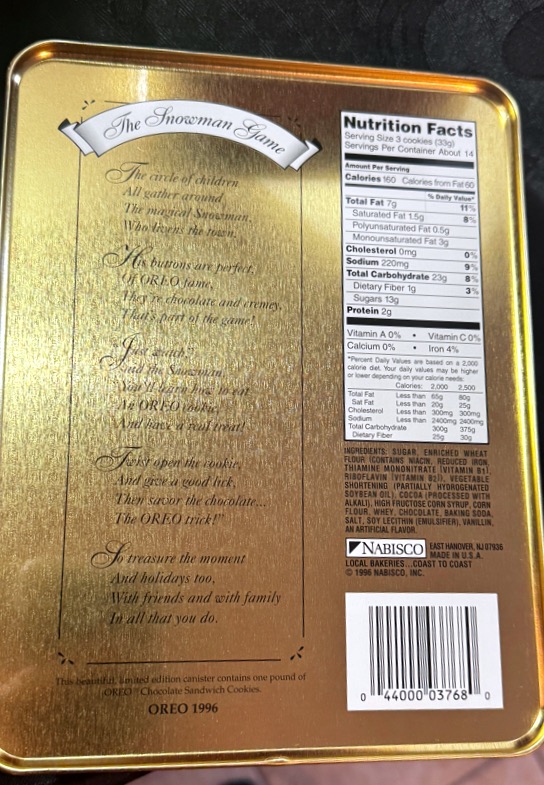 The Snowman Game
The circle of children
All gather around
The magical Snowman,
Who livens the town.
His buttons are perfect,
Of OREO fame,
They're chocolate and cremey,
That's part of the game!
"Just watch"
Said the Snowman,
You'll learn how to eat
An OREO cookie,
And have a real treat!
Twist open the cookie,
And give a good lick,
Then savor the chocolate...
The OREO trick!"
So treasure the moment
And holidays too,
With friends and with family
In all that you do.
This beautiful, limited edition canister contains one pound of
OREO® Chocolate Sandwich Cookies.
OREO 1996
Nutrition Facts
Serving Size 3 cookies (33g)
Servings Per Container About 14
Amount Per Serving
Calories 160 Calories from Fat 60
% Daily Value*
Total Fat 7g 11%
Saturated Fat 1.5g 8%
Polyunsaturated Fat 0.5g
Monounsaturated Fat 3g
Cholesterol 0mg 0%
Sodium 220mg 9%
Total Carbohydrate 23g 8%
Dietary Fiber 1g 3%
Sugars 13g
Protein 2g
Vitamin A 0% • Vitamin C 0%
Calcium 0% • Iron 4%
*Percent Daily Values are based on a 2,000
calorie diet. Your daily values may be higher
or lower depending on your calorie needs:
Calories: 2,000 2,500
Total Fat Less than 65g 80g
Sat Fat Less than 20g 25g
Cholesterol Less than 300mg 300mg
Sodium Less than 2400mg 2400mg
Total Carbohydrate 300g 375g
Dietary Fiber 25g 30g
INGREDIENTS: SUGAR, ENRICHED WHEAT
FLOUR (CONTAINS NIACIN, REDUCED IRON,
THIAMINE MONONITRATE [VITAMIN B1],
RIBOFLAVIN [VITAMIN B2]), VEGETABLE
SHORTENING (PARTIALLY HYDROGENATED
SOYBEAN OIL), COCOA (PROCESSED WITH
ALKALI), HIGH FRUCTOSE CORN SYRUP, CORN
FLOUR, WHEY, CHOCOLATE, BAKING SODA,
SALT, SOY LECITHIN (EMULSIFIER), VANILLIN,
AN ARTIFICIAL FLAVOR.
NABISCO EAST HANOVER, NJ 07936
MADE IN U.S.A.
LOCAL BAKERIES...COAST TO COAST
© 1996 NABISCO, INC.
0 44000 03768 0